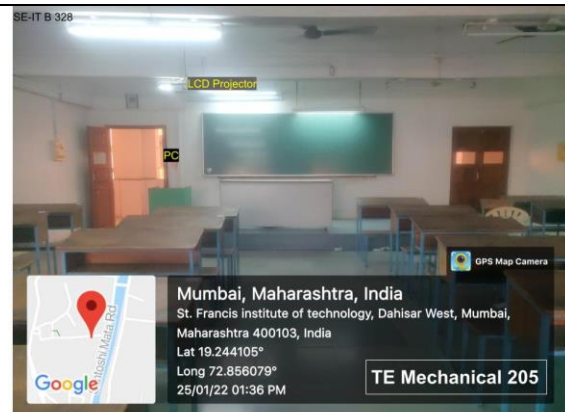 SE-IT B 328
LCD Projector
PC
GPS Map Camera
Mumbai, Maharashtra, India
St. Francis institute of technology, Dahisar West, Mumbai,
Maharashtra 400103, India
Lat 19.244105°
Long 72.856079°
25/01/22 01:36 PM
TE Mechanical 205
Google